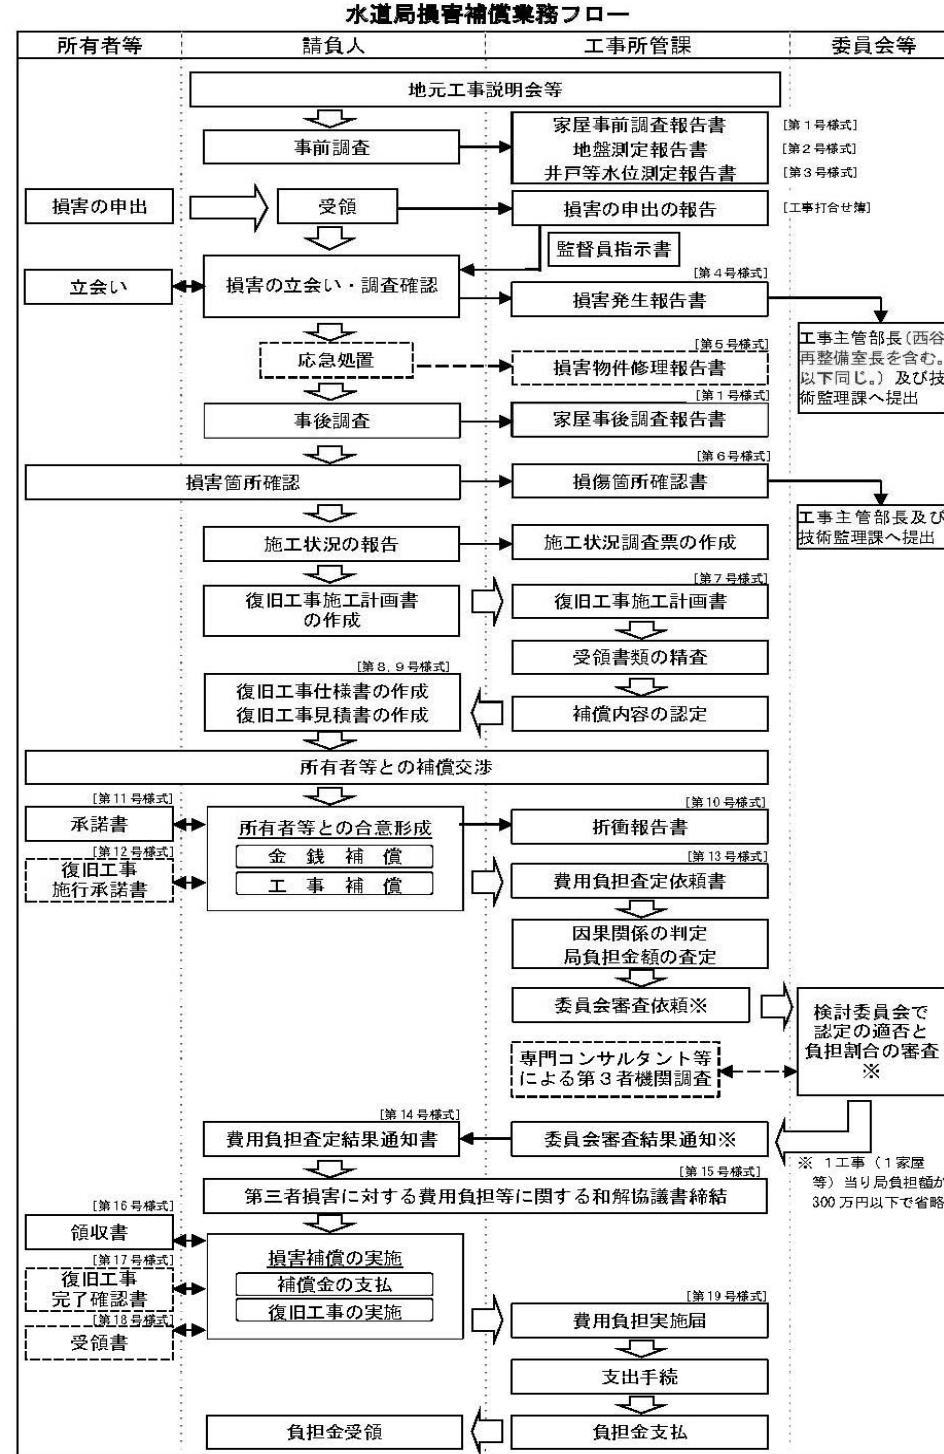 水道局損害補償業務フロー
所有者等
請負人
工事所管課
委員会等
地元工事説明会等
事前調査
家屋事前調査報告書
地盤測定報告書
井戸等水位測定報告書
[第1号様式]
[第2号様式]
[第3号様式]
損害の申出
受領
損害の申出の報告
[工事打合せ簿]
監督員指示書
立会い
損害の立会い・調査確認
[第4号様式]
損害発生報告書
工事主管部長(西谷
再整備室長を含む。
以下同じ。)及び技
術監理課へ提出
応急処置
[第5号様式]
損害物件修理報告書
事後調査
[第1号様式]
家屋事後調査報告書
損害箇所確認
[第6号様式]
損傷箇所確認書
工事主管部長及び
技術監理課へ提出
施工状況の報告
施工状況調査票の作成
復旧工事施工計画書
の作成
[第7号様式]
復旧工事施工計画書
受領書類の精査
[第8,9号様式]
復旧工事仕様書の作成
復旧工事見積書の作成
補償内容の認定
所有者等との補償交渉
[第11号様式]
承諾書
所有者等との合意形成
金銭補償
工事補償
[第10号様式]
折衝報告書
[第12号様式]
復旧工事
施行承諾書
[第13号様式]
費用負担査定依頼書
因果関係の判定
局負担金額の査定
委員会審査依頼※
検討委員会で
認定の適否と
負担割合の審査
※
専門コンサルタント等
による第3者機関調査
[第14号様式]
費用負担査定結果通知書
委員会審査結果通知※
※ 1工事(1家屋
等)当り局負担額が
300万円以下で省略
[第15号様式]
第三者損害に対する費用負担等に関する和解協議書締結
[第16号様式]
領収書
損害補償の実施
補償金の支払
復旧工事の実施
[第17号様式]
復旧工事
完了確認書
[第18号様式]
受領書
[第19号様式]
費用負担実施届
支出手続
負担金受領
負担金支払